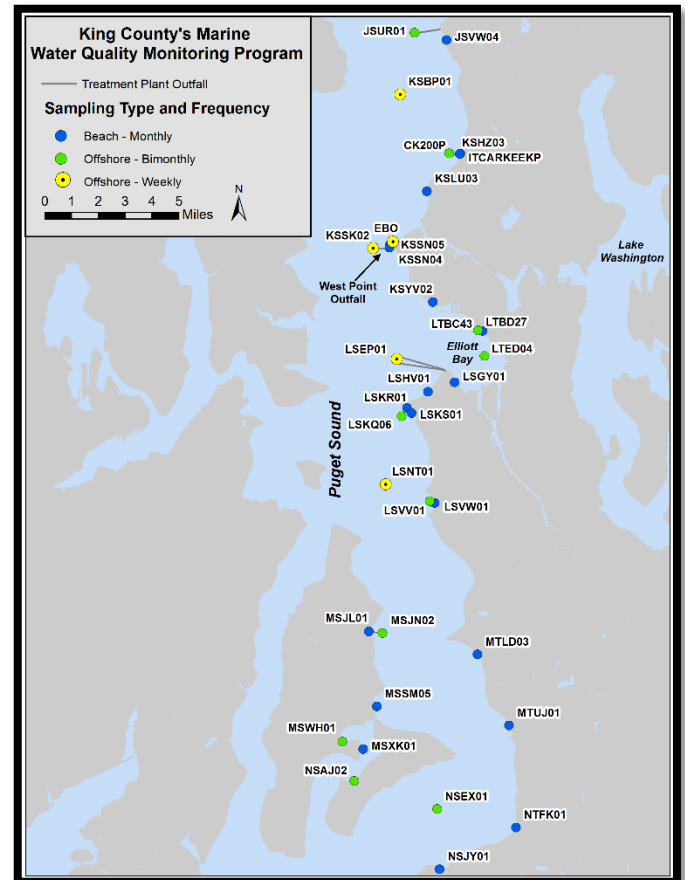 King County's Marine
Water Quality Monitoring Program
Treatment Plant Outfall
Sampling Type and Frequency
Beach - Monthly
Offshore - Bimonthly
Offshore - Weekly
N
0 1 2 3 4 5
Miles
JSUR01
JSVW04
KSBP01
CK200P
KSHZ03
ITCARKEEKP
KSLU03
KSSK02
EBO
KSSN05
KSSN04
West Point
Outfall
Lake
Washington
KSYV02
LTBC43
LTBD27
Elliott
Bay
LTED04
LSEP01
LSHV01
LSGY01
LSKR01
LSKS01
LSKQ06
Puget Sound
LSNT01
LSVV01
LSVW01
MSJL01
MSJN02
MTLD03
MSSM05
MTUJ01
MSWH01
MSXK01
NSAJ02
NSEX01
NTFK01
NSJY01